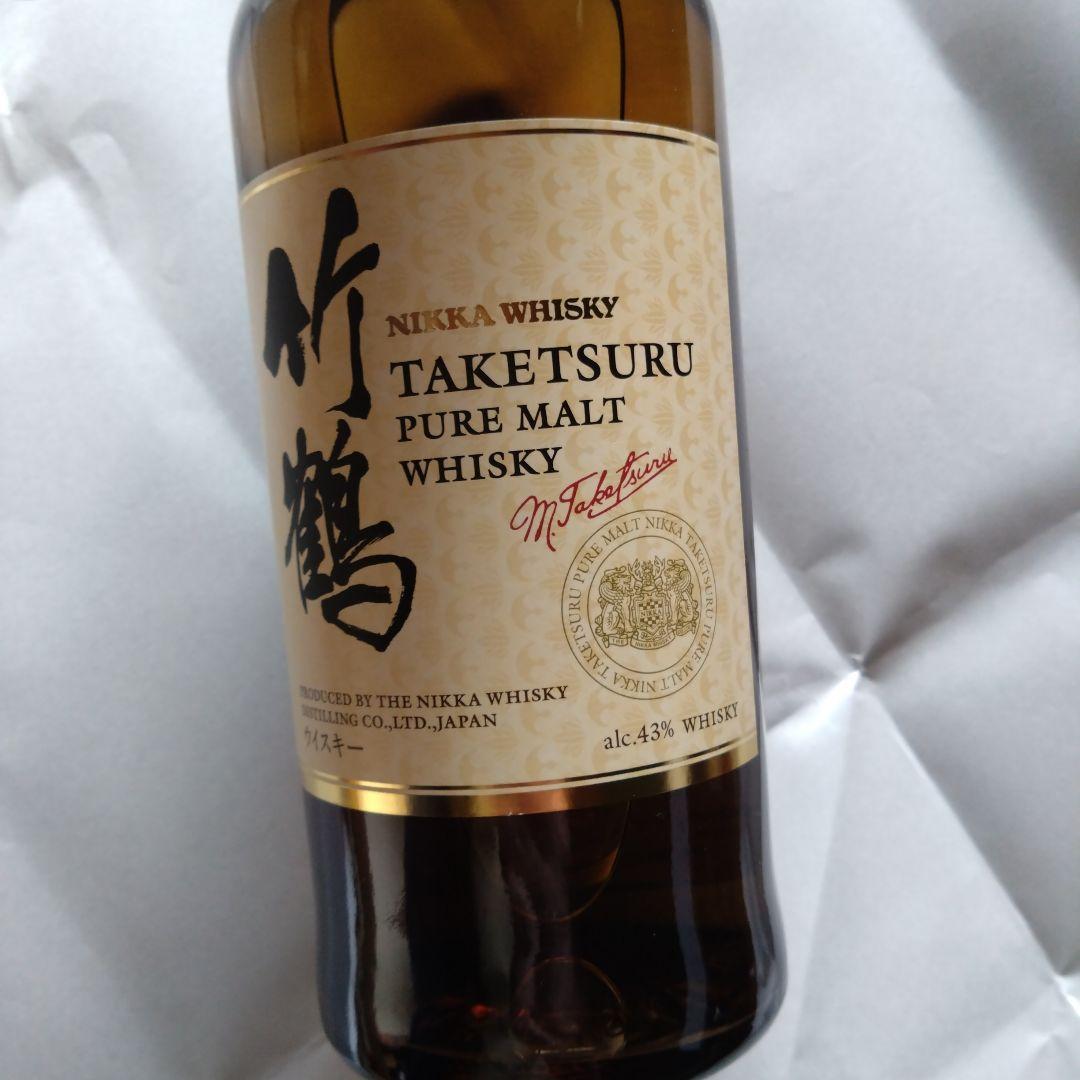 竹鶴
NIKKA WHISKY
TAKETSURU
PURE MALT
WHISKY
M. Taketsuru
TAKETSURU PURE MALT NIKKA TAKETSURU PURE MALT NIKKA
NIKKA
PRODUCED BY THE NIKKA WHISKY
DISTILLING CO.,LTD.,JAPAN
ウイスキー
alc.43% WHISKY